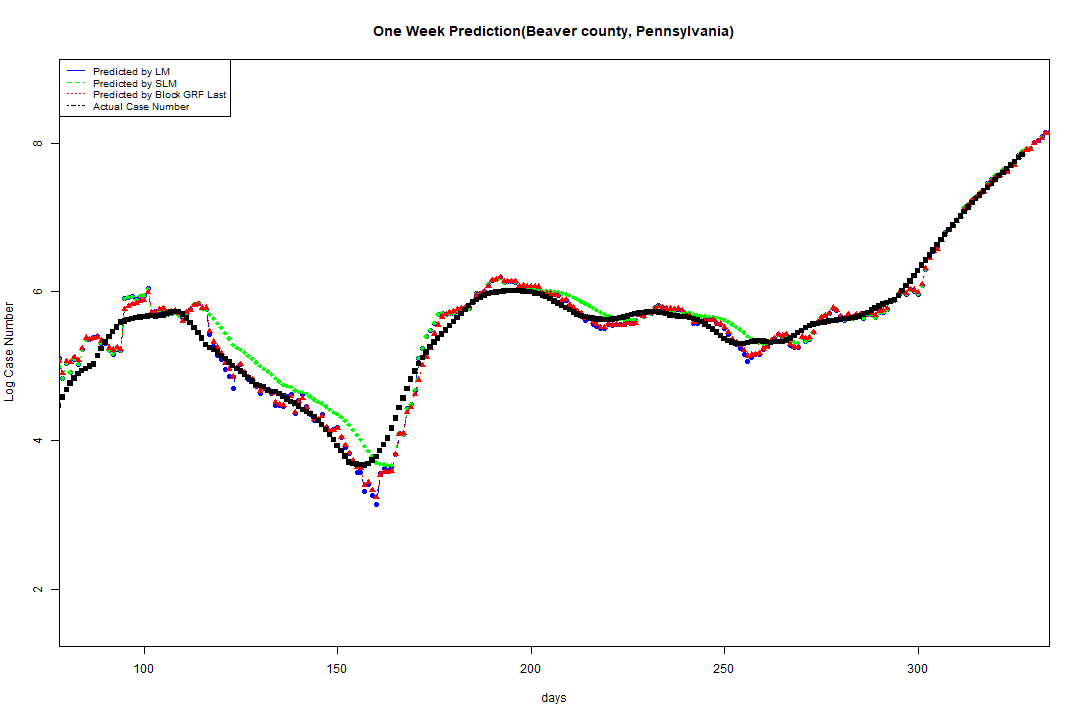 One Week Prediction(Beaver county, Pennsylvania)
Predicted by LM
Predicted by SLM
Predicted by Block GRF Last
Actual Case Number
8
6
4
2
Log Case Number
100 150 200 250 300
days